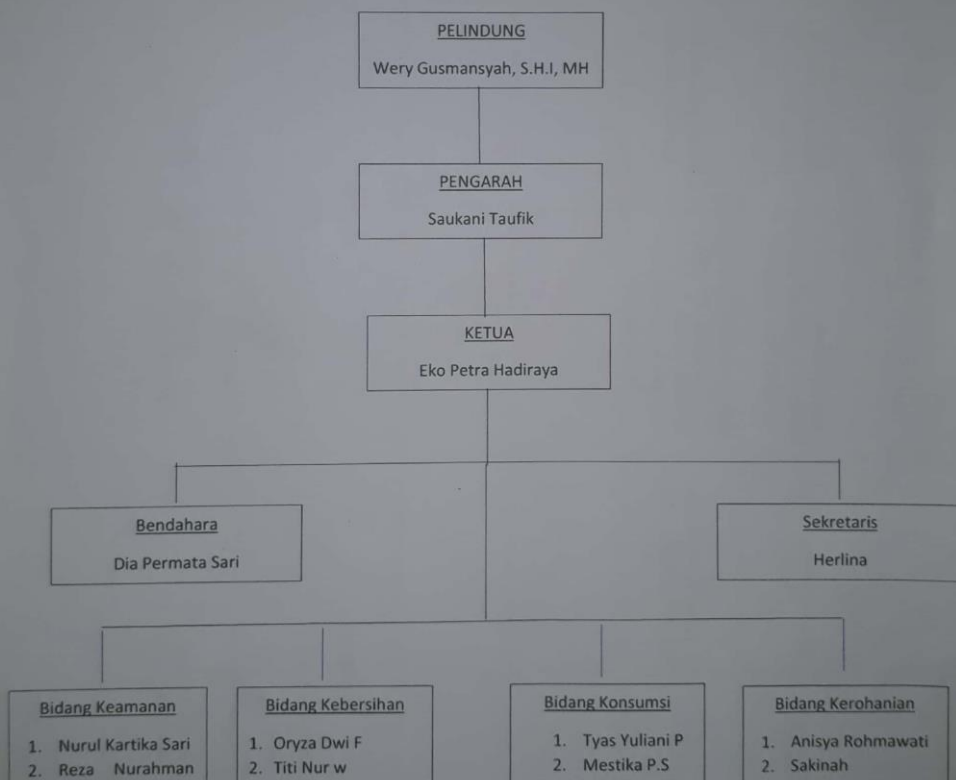 PELINDUNG
Wery Gusmansyah, S.H.I, MH
PENGARAH
Saukani Taufik
KETUA
Eko Petra Hadiraya
Bendahara
Dia Permata Sari
Sekretaris
Herlina
Bidang Keamanan
1. Nurul Kartika Sari
2. Reza Nurahman
Bidang Kebersihan
1. Oryza Dwi F
2. Titi Nur w
Bidang Konsumsi
1. Tyas Yuliani P
2. Mestika P.S
Bidang Kerohanian
1. Anisya Rohmawati
2. Sakinah